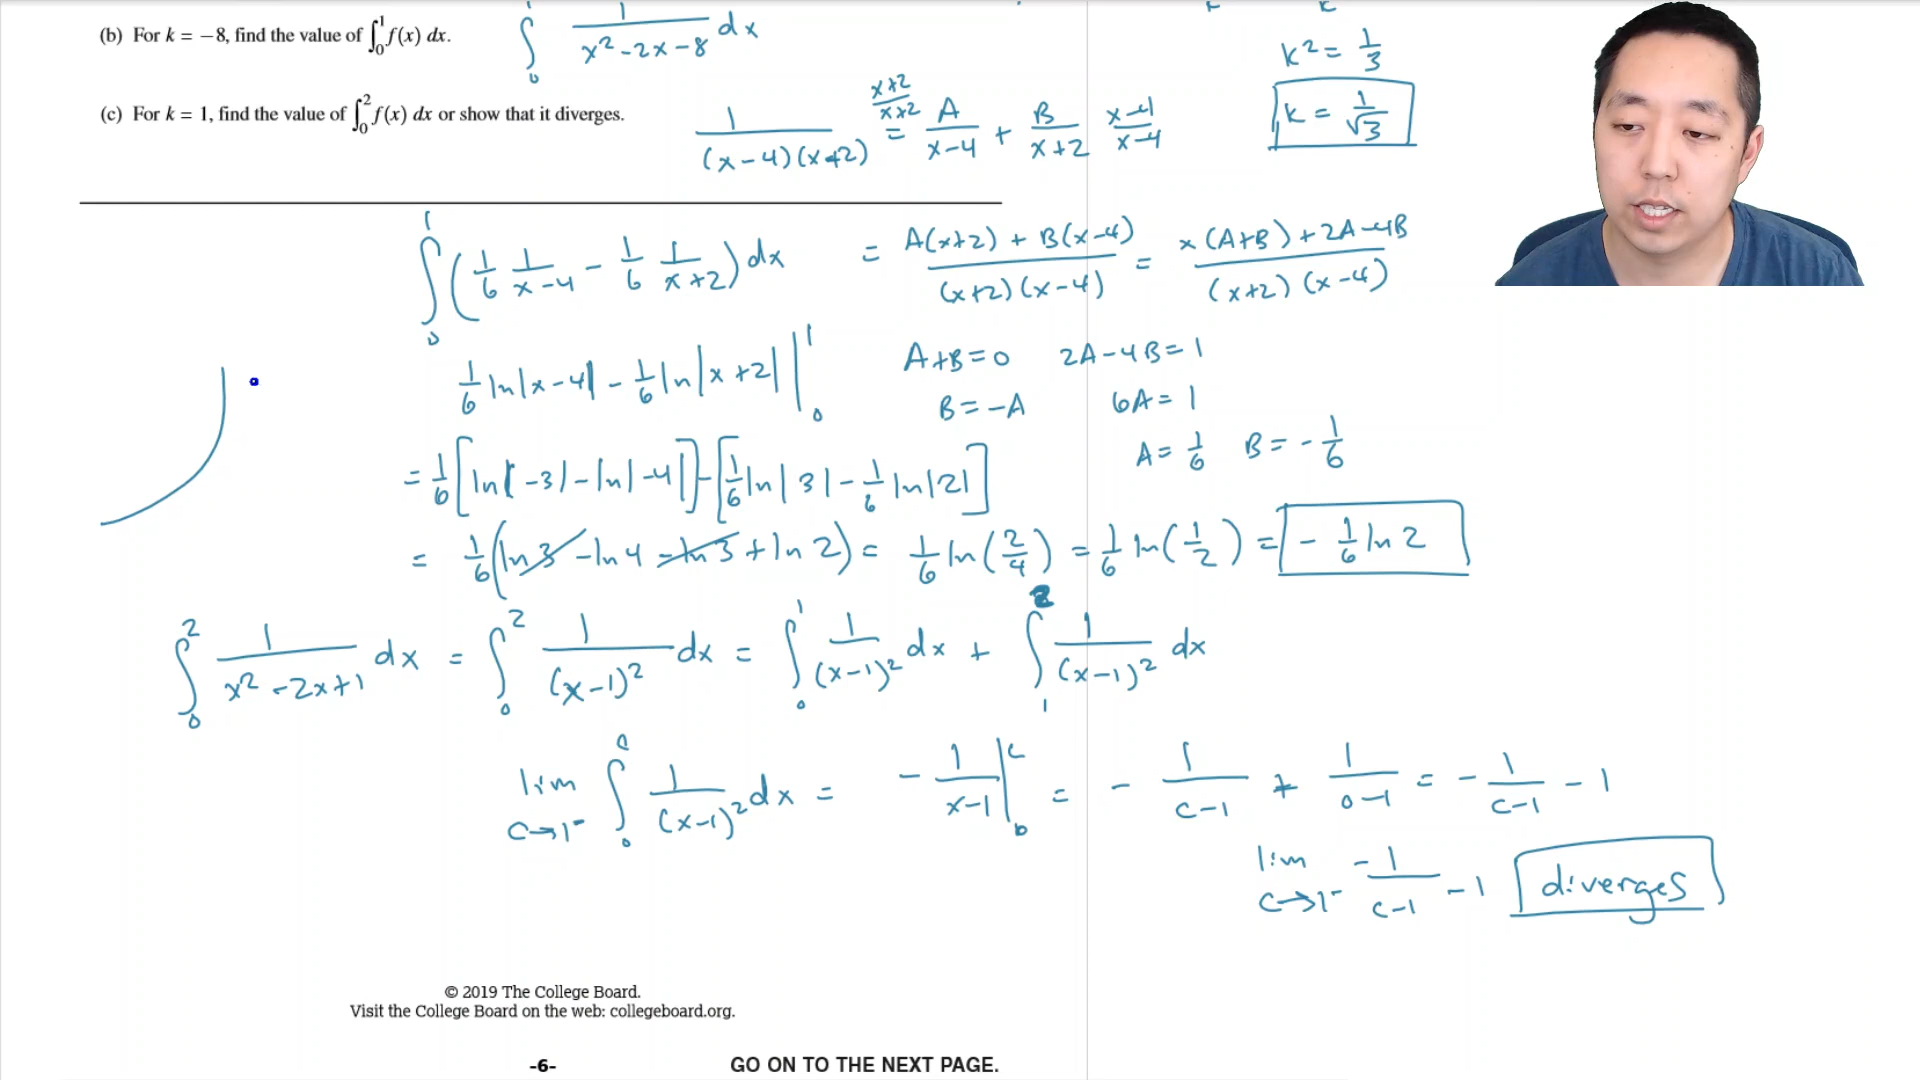 (b) For k = −8, find the value of ∫₀¹ f(x) dx. ∫₀¹ 1/(x² - 2x - 8) dx
k² = 1/3
(c) For k = 1, find the value of ∫₀² f(x) dx or show that it diverges.
k = 1/√3
1/((x-4)(x+2)) = (x+2)/(x+2) A/(x-4) + B/(x+2) (x-4)/(x-4)
∫₀¹ (1/6 1/(x-4) - 1/6 1/(x+2)) dx
= (A(x+2) + B(x-4))/((x+2)(x-4)) = (x(A+B) + 2A-4B)/((x+2)(x-4))
1/6 ln|x-4| - 1/6 ln|x+2| |₀¹
A+B=0 2A-4B=1
B=-A 6A=1
A=1/6 B=-1/6
= 1/6 [ln|-3| - ln|-4|] - [1/6 ln|3| - 1/6 ln|2|]
= 1/6 (ln 3 - ln 4 - ln 3 + ln 2) = 1/6 ln(2/4) = 1/6 ln(1/2) = -1/6 ln 2
∫₀² 1/(x² - 2x + 1) dx = ∫₀² 1/(x-1)² dx = ∫₀¹ 1/(x-1)² dx + ∫₁² 1/(x-1)² dx
lim c→1⁻ ∫₀ᶜ 1/(x-1)² dx = -1/(x-1) |₀ᶜ = -1/(c-1) + 1/(0-1) = -1/(c-1) - 1
lim c→1⁻ -1/(c-1) - 1 diverges
© 2019 The College Board.
Visit the College Board on the web: collegeboard.org.
-6-
GO ON TO THE NEXT PAGE.